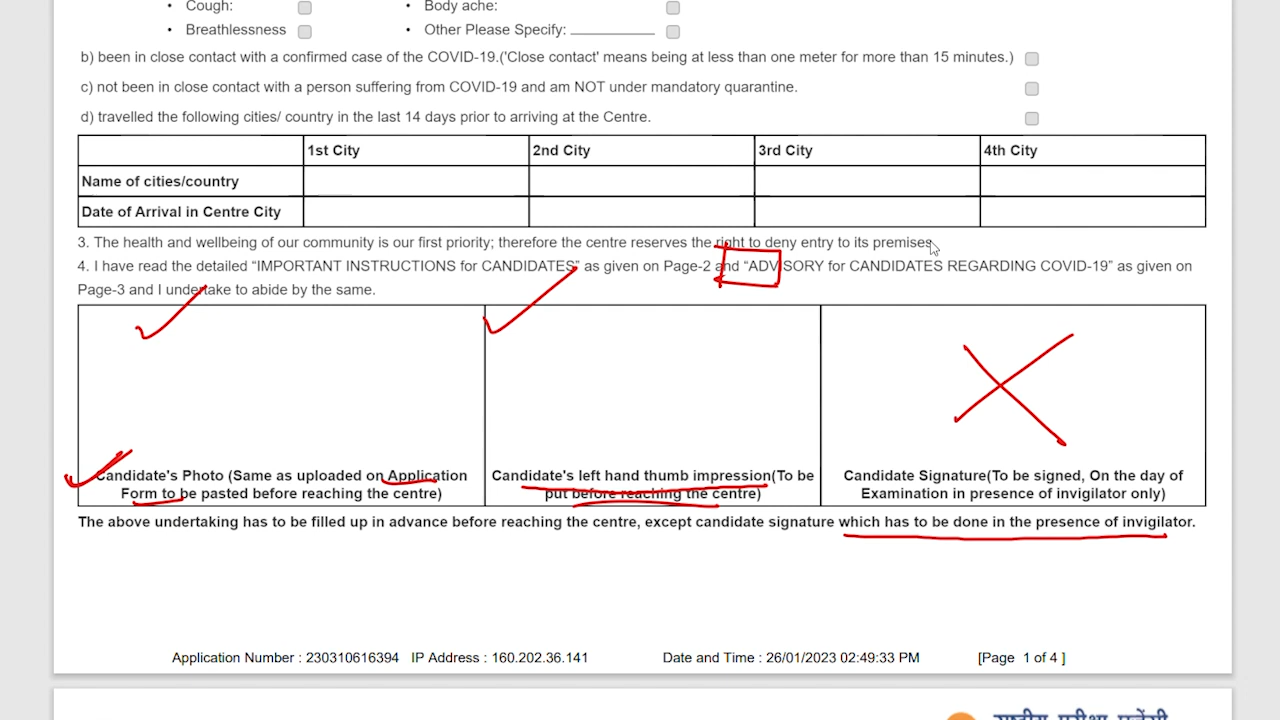 • Cough: • Body ache:
• Breathlessness • Other Please Specify: __________
b) been in close contact with a confirmed case of the COVID-19.('Close contact' means being at less than one meter for more than 15 minutes.)
c) not been in close contact with a person suffering from COVID-19 and am NOT under mandatory quarantine.
d) travelled the following cities/ country in the last 14 days prior to arriving at the Centre.
1st City 2nd City 3rd City 4th City
Name of cities/country
Date of Arrival in Centre City
3. The health and wellbeing of our community is our first priority; therefore the centre reserves the right to deny entry to its premises.
4. I have read the detailed “IMPORTANT INSTRUCTIONS for CANDIDATES” as given on Page-2 and “ADVISORY for CANDIDATES REGARDING COVID-19” as given on
Page-3 and I undertake to abide by the same.
Candidate's Photo (Same as uploaded on Application
Form to be pasted before reaching the centre)
Candidate's left hand thumb impression(To be
put before reaching the centre)
Candidate Signature(To be signed, On the day of
Examination in presence of invigilator only)
The above undertaking has to be filled up in advance before reaching the centre, except candidate signature which has to be done in the presence of invigilator.
Application Number : 230310616394 IP Address : 160.202.36.141 Date and Time : 26/01/2023 02:49:33 PM [Page 1 of 4 ]
राष्ट्रीय परीक्षा एजेंसी